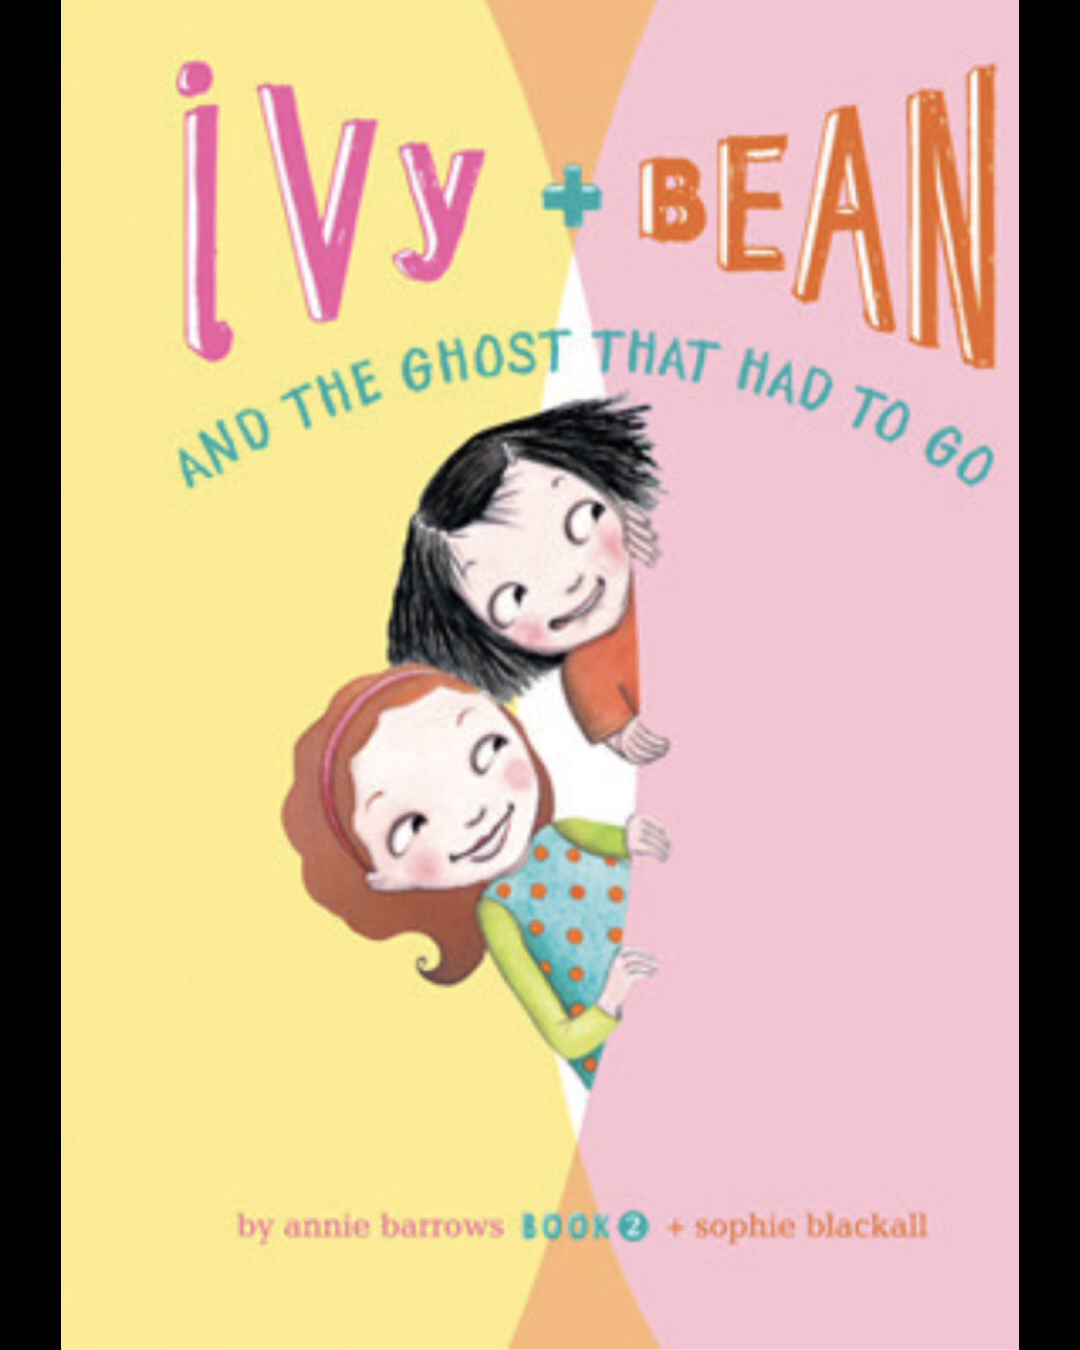 iVy + BEAN
AND THE GHOST THAT HAD TO GO
by annie barrows BOOK 2 + sophie blackall